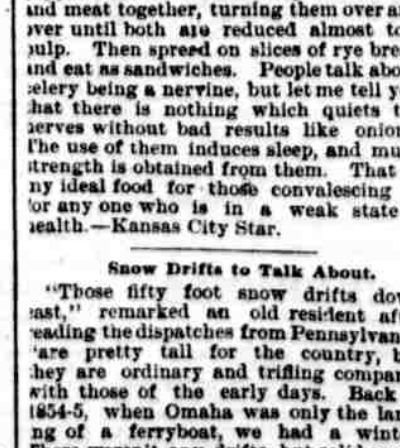 and meat together, turning them over a
over until both are reduced almost to
pulp. Then spread on slices of rye bre
and eat as sandwiches. People talk abo
celery being a nervine, but let me tell y
that there is nothing which quiets t
nerves without bad results like onion
The use of them induces sleep, and mu
strength is obtained from them. That
my ideal food for those convalescing
or any one who is in a weak state
health.—Kansas City Star.
Snow Drifts to Talk About.
"Those fifty foot snow drifts dow
east," remarked an old resident aft
reading the dispatches from Pennsylvan
"are pretty tall for the country, b
they are ordinary and trifling compar
with those of the early days. Back
1854-5, when Omaha was only the lan
ng of a ferryboat, we had a wint